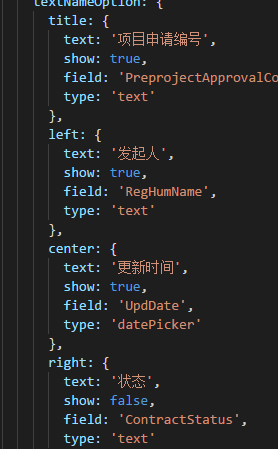 textNameOption: {
title: {
text: '项目申请编号',
show: true,
field: 'PreprojectApprovalCo
type: 'text'
},
left: {
text: '发起人',
show: true,
field: 'RegHumName',
type: 'text'
},
center: {
text: '更新时间',
show: true,
field: 'UpdDate',
type: 'datePicker'
},
right: {
text: '状态',
show: false,
field: 'ContractStatus',
type: 'text'